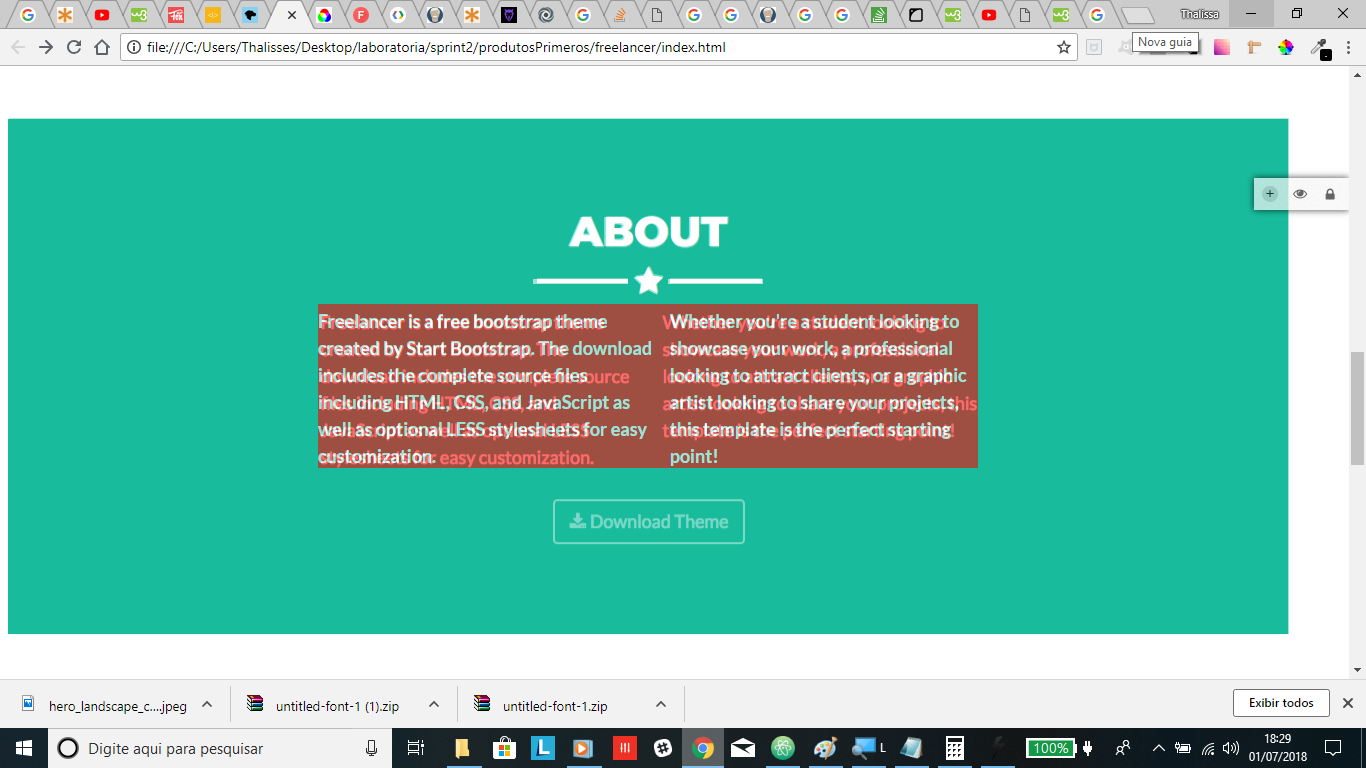 Thalissa
file:///C:/Users/Thalisses/Desktop/laboratoria/sprint2/produtosPrimeros/freelancer/index.html
Nova guia
ABOUT
Freelancer is a free bootstrap theme
created by Start Bootstrap. The download
includes the complete source files
including HTML, CSS, and JavaScript as
well as optional LESS stylesheets for easy
customization.
for easy customization.
Whether you're a student looking to
showcase your work, a professional
looking to attract clients, or a graphic
artist looking to share your projects,
this template is the perfect starting
point!
Download Theme
hero_landscape_c....jpeg
untitled-font-1 (1).zip
untitled-font-1.zip
Exibir todos
Digite aqui para pesquisar
L
L
100%
18:29
01/07/2018